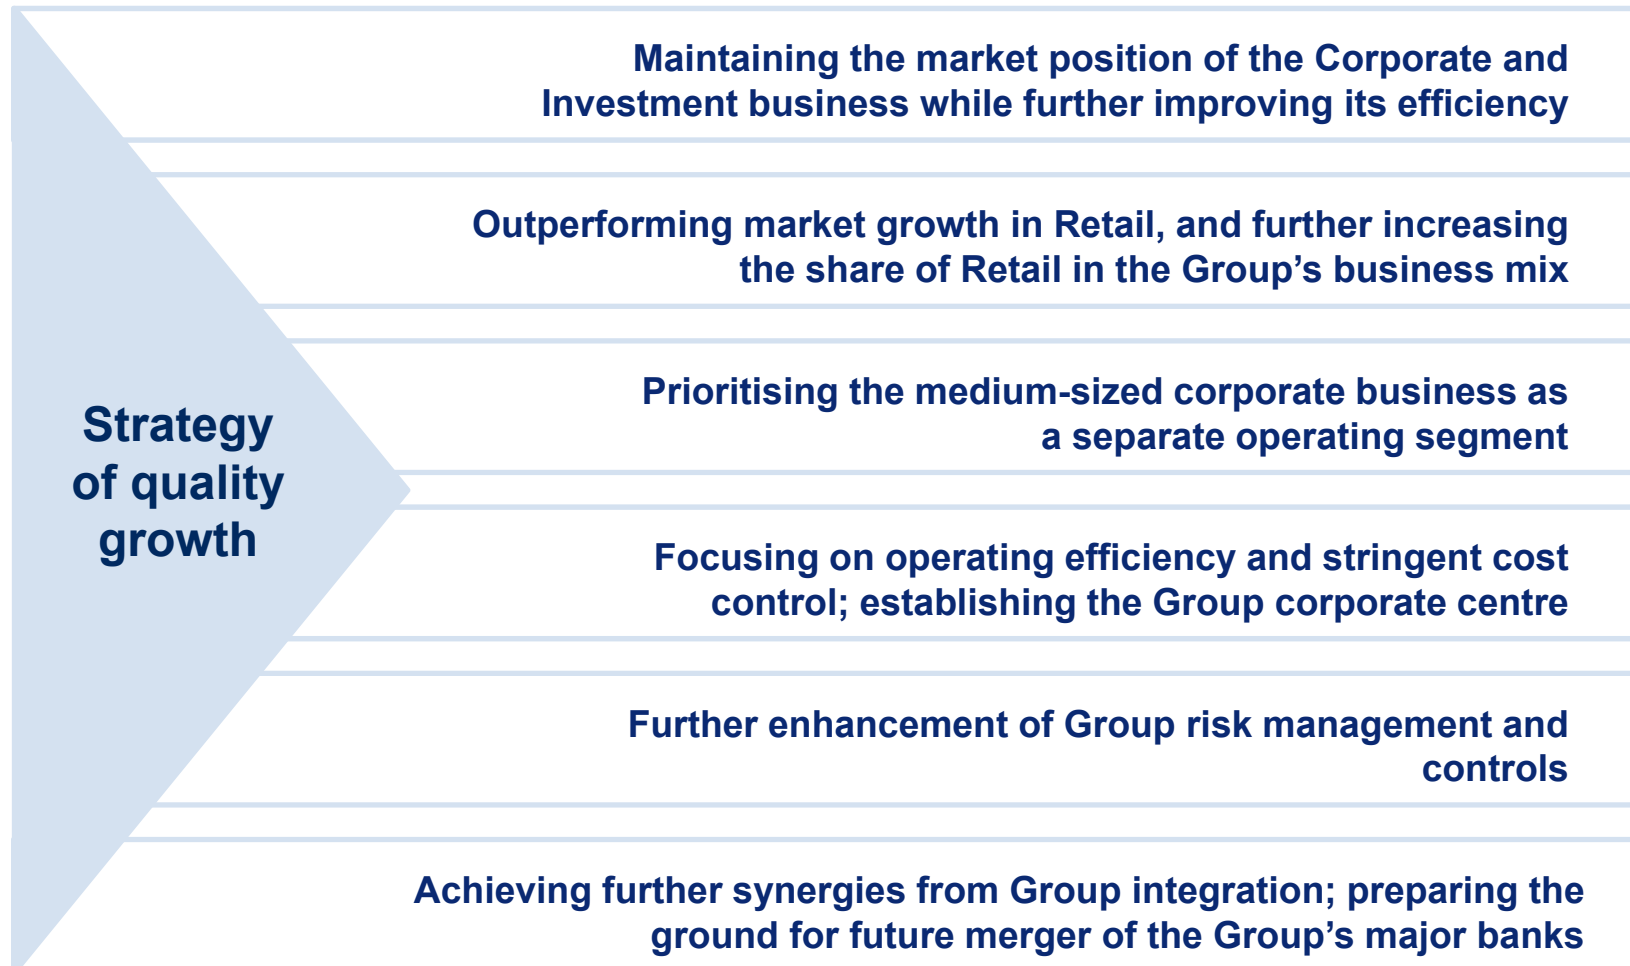 Strategy
of quality
growth
Maintaining the market position of the Corporate and
Investment business while further improving its efficiency
Outperforming market growth in Retail, and further increasing
the share of Retail in the Group’s business mix
Prioritising the medium-sized corporate business as
a separate operating segment
Focusing on operating efficiency and stringent cost
control; establishing the Group corporate centre
Further enhancement of Group risk management and
controls
Achieving further synergies from Group integration; preparing the
ground for future merger of the Group’s major banks